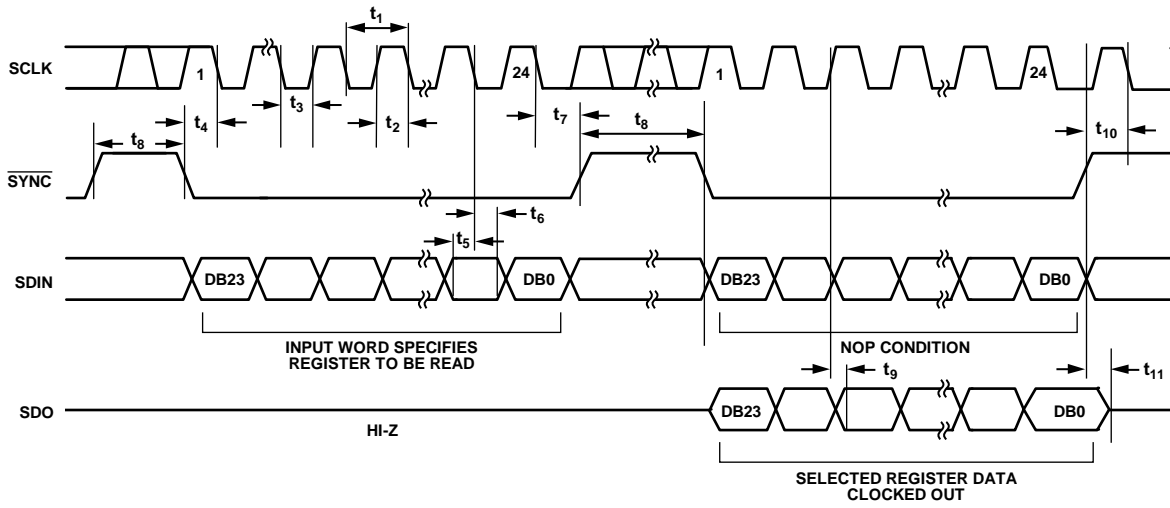 t1
SCLK
1
24
1
24
t3
t4
t2
t7
t8
t10
t8
SYNC
t6
t5
SDIN
DB23
DB0
DB23
DB0
INPUT WORD SPECIFIES
REGISTER TO BE READ
NOP CONDITION
t9
t11
SDO
DB23
DB0
HI-Z
SELECTED REGISTER DATA
CLOCKED OUT